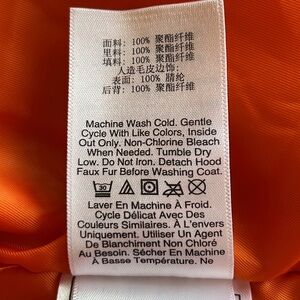 面料: 100% 聚酯纤维
里料: 100% 聚酯纤维
填料: 100% 聚酯纤维
人造毛皮边饰:
表面: 100% 腈纶
后背: 100% 聚酯纤维
Machine Wash Cold. Gentle
Cycle With Like Colors, Inside
Out Only. Non-Chlorine Bleach
When Needed. Tumble Dry
Low. Do Not Iron. Detach Hood
Faux Fur Before Washing Coat.
30
Laver En Machine À Froid.
Cycle Délicat Avec Des
Couleurs Similaires. À L'envers
Uniquement. Utiliser Un Agent
De Blanchiment Non Chloré
Au Besoin. Sécher En Machine
À Basse Température. Ne